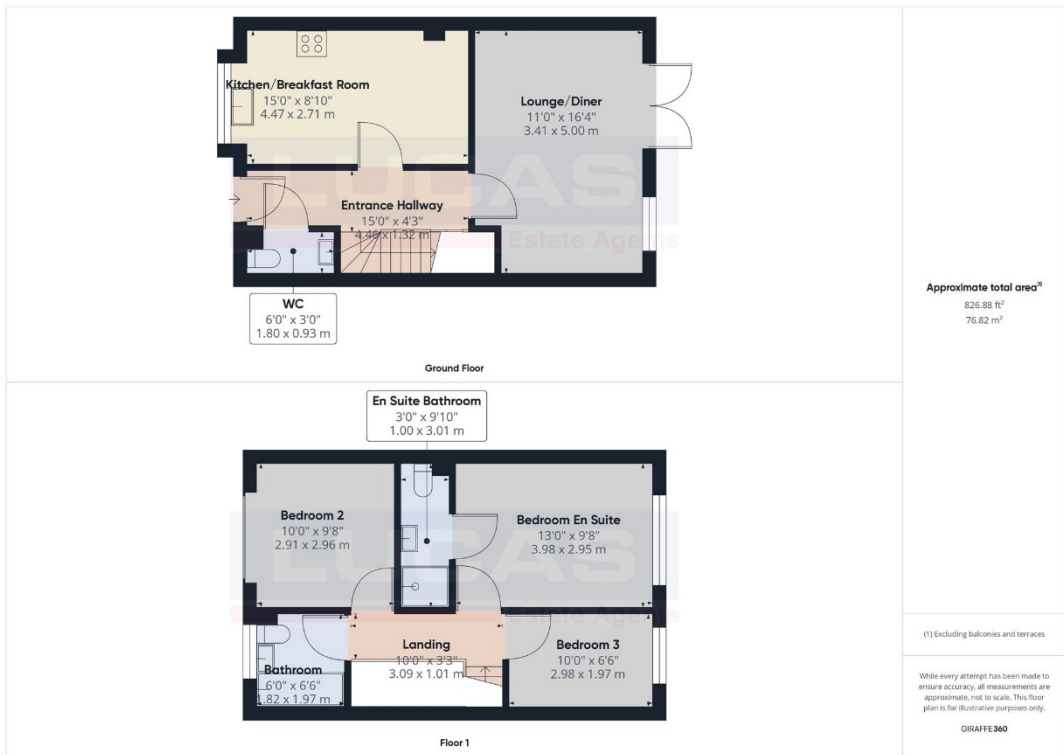 Kitchen/Breakfast Room
15'0" x 8'10"
4.47 x 2.71 m
Lounge/Diner
11'0" x 16'4"
3.41 x 5.00 m
LUCAS
Estate Agents
Entrance Hallway
15'0" x 4'3"
4.46 x 1.32 m
WC
6'0" x 3'0"
1.80 x 0.93 m
Ground Floor
Approximate total area⁽¹⁾
826.88 ft²
76.82 m²
En Suite Bathroom
3'0" x 9'10"
1.00 x 3.01 m
Bedroom 2
10'0" x 9'8"
2.91 x 2.96 m
Bedroom En Suite
13'0" x 9'8"
3.98 x 2.95 m
LUCAS
Estate Agents
Landing
10'0" x 3'3"
3.09 x 1.01 m
Bedroom 3
10'0" x 6'6"
2.98 x 1.97 m
Bathroom
6'0" x 6'6"
1.82 x 1.97 m
Floor 1
(1) Excluding balconies and terraces
While every attempt has been made to
ensure accuracy, all measurements are
approximate, not to scale. This floor
plan is for illustrative purposes only.
GIRAFFE360